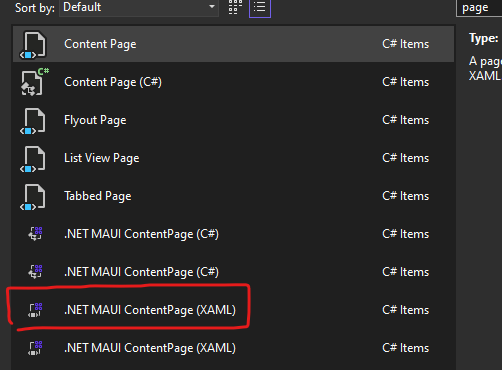 Sort by: Default page
Content Page C# Items Type:
A page
XAML
C# Content Page (C#) C# Items
Flyout Page C# Items
List View Page C# Items
Tabbed Page C# Items
.NET MAUI ContentPage (C#) C# Items
.NET MAUI ContentPage (C#) C# Items
.NET MAUI ContentPage (XAML) C# Items
.NET MAUI ContentPage (XAML) C# Items